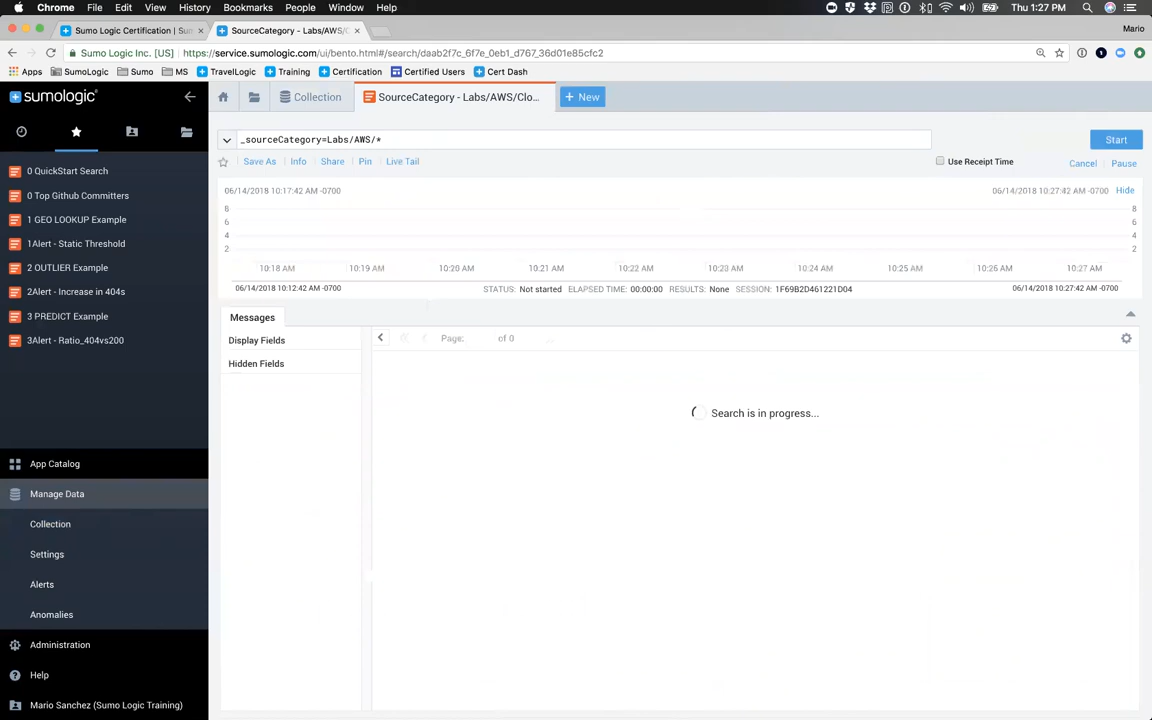 Chrome File Edit View History Bookmarks People Window Help Thu 1:27 PM
Sumo Logic Certification | Sum × SourceCategory - Labs/AWS/C × Mario
Sumo Logic Inc. [US] https://service.sumologic.com/ui/bento.html#/search/daab2f7c_6f7e_0eb1_d767_36d01e85cfc2
Apps SumoLogic Sumo MS TravelLogic Training Certification Certified Users Cert Dash
sumologic
Collection SourceCategory - Labs/AWS/Clo... + New
_sourceCategory=Labs/AWS/* Start
Save As Info Share Pin Live Tail Use Receipt Time Cancel Pause
0 QuickStart Search
0 Top Github Committers
1 GEO LOOKUP Example
1Alert - Static Threshold
2 OUTLIER Example
2Alert - Increase in 404s
3 PREDICT Example
3Alert - Ratio_404vs200
App Catalog
Manage Data
Collection
Settings
Alerts
Anomalies
Administration
Help
Mario Sanchez (Sumo Logic Training)
06/14/2018 10:17:42 AM -0700 06/14/2018 10:27:42 AM -0700 Hide
8 8
6 6
4 4
2 2
10:18 AM 10:19 AM 10:20 AM 10:21 AM 10:22 AM 10:23 AM 10:24 AM 10:25 AM 10:26 AM 10:27 AM
06/14/2018 10:12:42 AM -0700 STATUS: Not started ELAPSED TIME: 00:00:00 RESULTS: None SESSION: 1F69B2D461221D04 06/14/2018 10:27:42 AM -0700
Messages
Display Fields Page: of 0
Hidden Fields
Search is in progress...